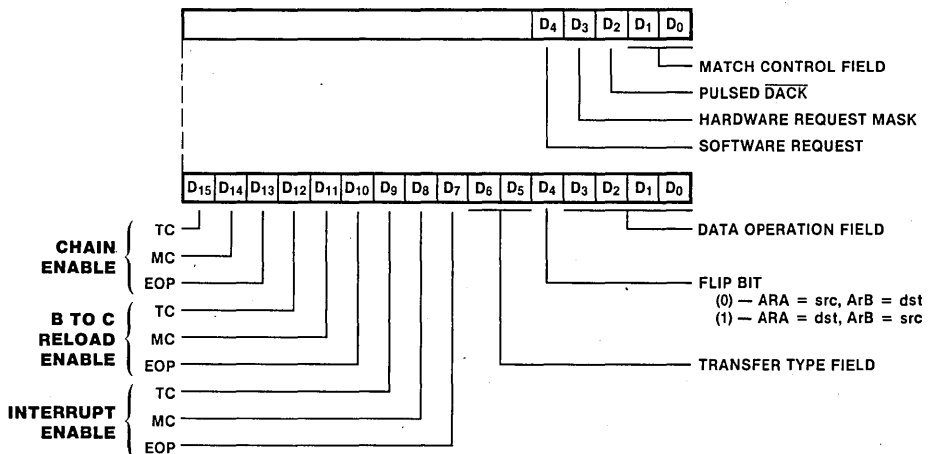 D4 D3 D2 D1 D0
MATCH CONTROL FIELD
PULSED DACK
HARDWARE REQUEST MASK
SOFTWARE REQUEST
D15 D14 D13 D12 D11 D10 D9 D8 D7 D6 D5 D4 D3 D2 D1 D0
DATA OPERATION FIELD
FLIP BIT
(0) — ARA = src, ArB = dst
(1) — ARA = dst, ArB = src
TRANSFER TYPE FIELD
CHAIN
ENABLE
TC
MC
EOP
B TO C
RELOAD
ENABLE
TC
MC
EOP
INTERRUPT
ENABLE
TC
MC
EOP